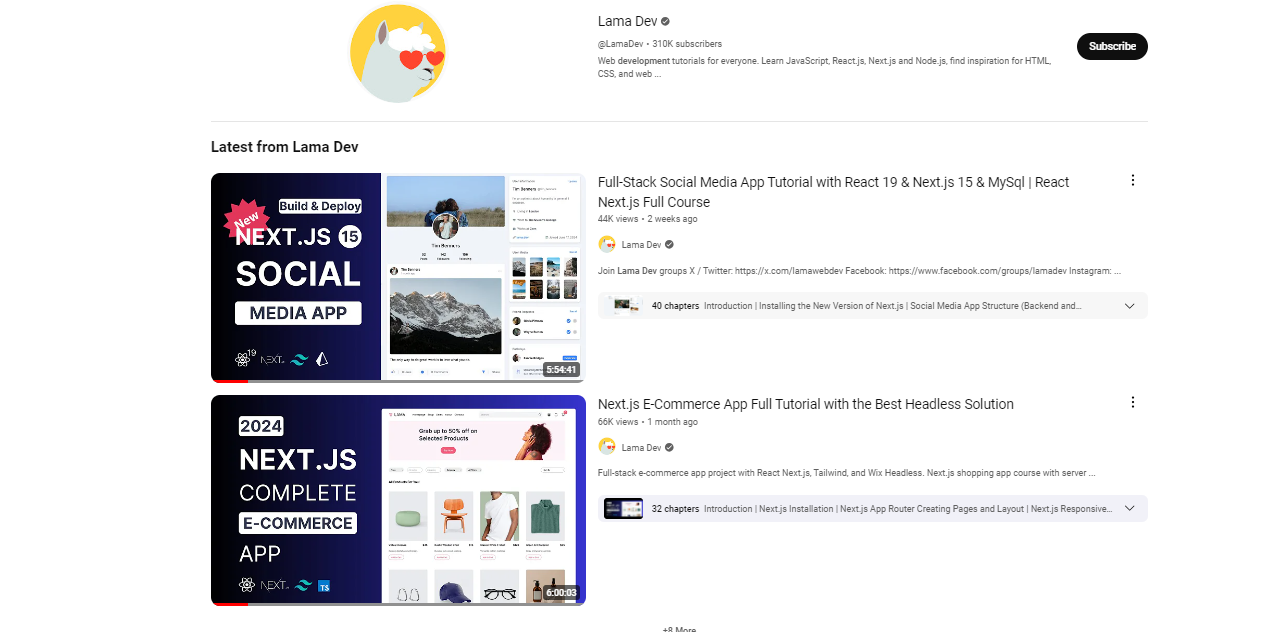 Lama Dev
@LamaDev • 310K subscribers
Subscribe
Web development tutorials for everyone. Learn JavaScript, React.js, Next.js and Node.js, find inspiration for HTML,
CSS, and web ...
Latest from Lama Dev
New
Build & Deploy
NEXT.JS 15
SOCIAL
MEDIA APP
19
NEXT.JS
Tim Benners
Tim Benners
5:54:41
Full-Stack Social Media App Tutorial with React 19 & Next.js 15 & MySql | React
Next.js Full Course
44K views • 2 weeks ago
Lama Dev
Join Lama Dev groups X / Twitter: https://x.com/lamawebdev Facebook: https://www.facebook.com/groups/lamadev Instagram: ...
40 chapters Introduction | Installing the New Version of Next.js | Social Media App Structure (Backend and...
2024
NEXT.JS
COMPLETE
E-COMMERCE
APP
NEXT.JS
TS
LAMA
Grab up to 50% off on
Selected Products
6:00:03
Next.js E-Commerce App Full Tutorial with the Best Headless Solution
66K views • 1 month ago
Lama Dev
Full-stack e-commerce app project with React Next.js, Tailwind, and Wix Headless. Next.js shopping app course with server ...
32 chapters Introduction | Next.js Installation | Next.js App Router Creating Pages and Layout | Next.js Responsive...
+8 More